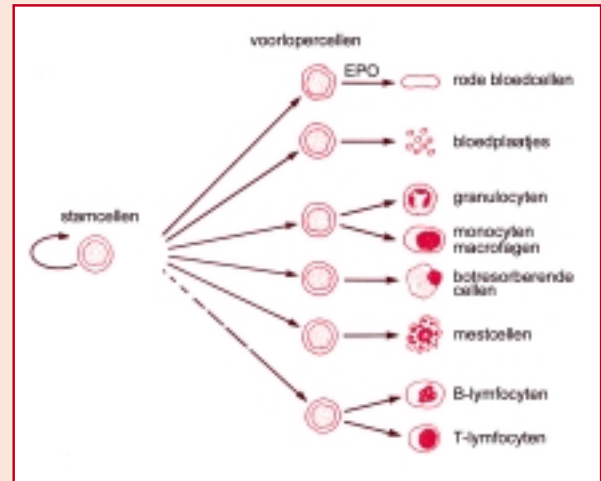 voorlopercellen
EPO
rode bloedcellen
bloedplaatjes
granulocyten
stamcellen
monocyten
macrofagen
botresorberende
cellen
mestcellen
B-lymfocyten
T-lymfocyten